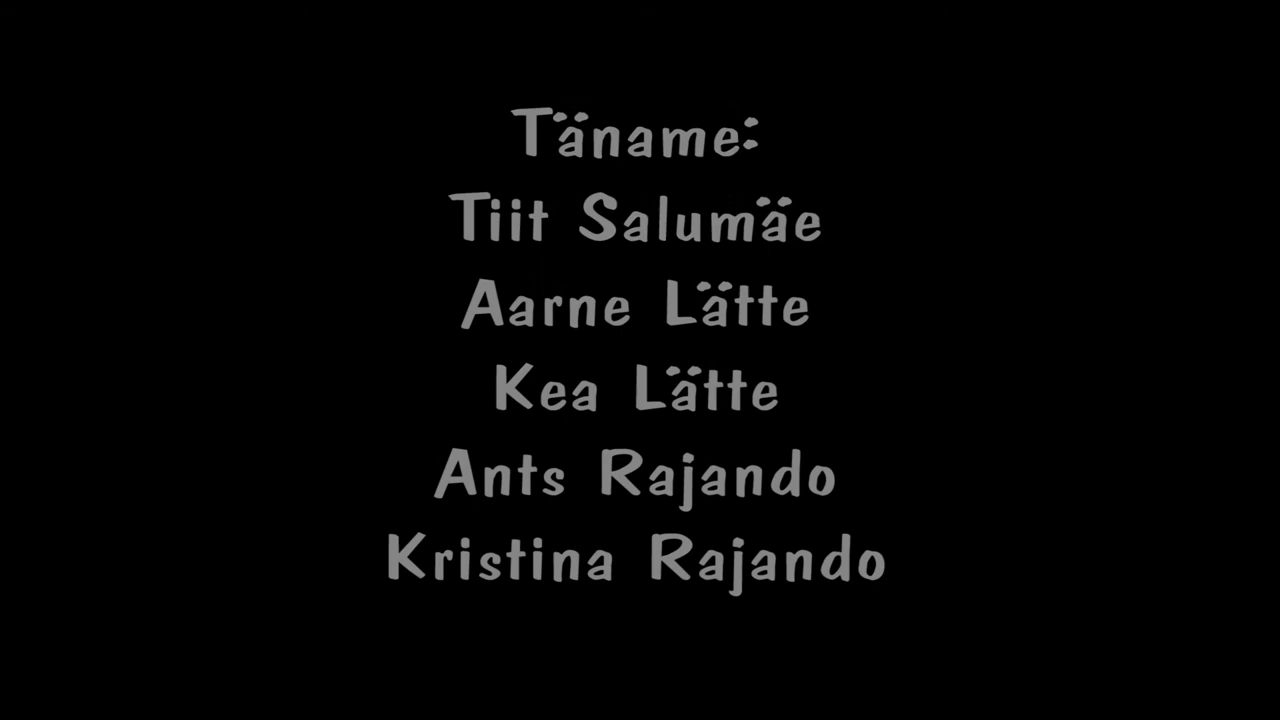 Täname:
Tiit Salumäe
Aarne Lätte
Kea Lätte
Ants Rajando
Kristina Rajando